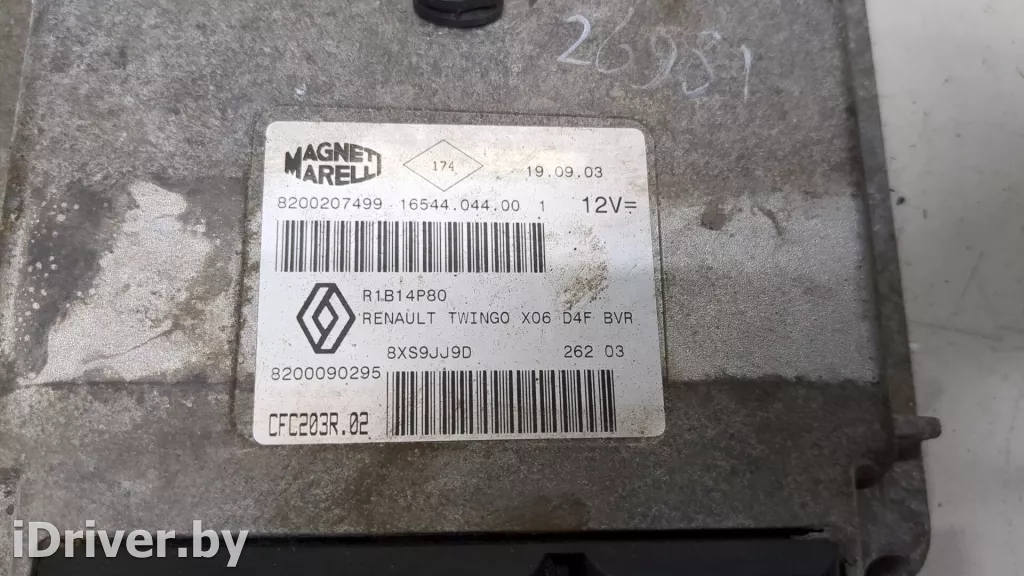 26981
MAGNETI MARELLI
174
19.09.03
8200207499 16544.044.00 1 12V=
R1B14P80
RENAULT TWINGO X06 D4F BVR
8XS9JJ9D 262 03
8200090295
CFC203R.02
iDriver.by